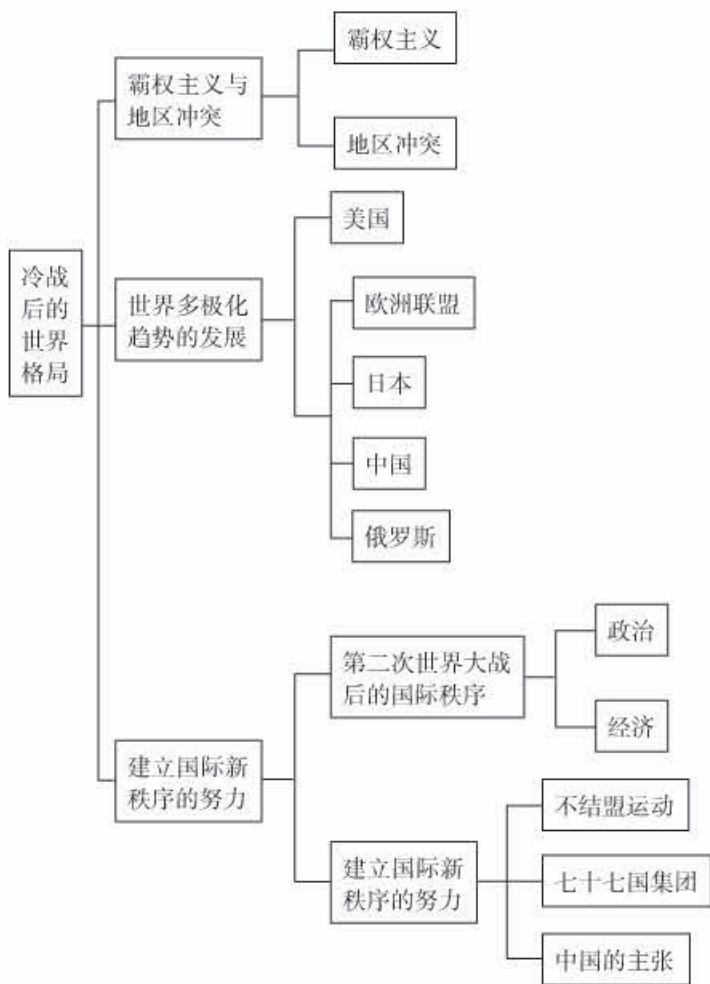 冷战
后的
世界
格局
霸权主义与
地区冲突
霸权主义
地区冲突
世界多极化
趋势的发展
美国
欧洲联盟
日本
中国
俄罗斯
建立国际新
秩序的努力
第二次世界大战
后的国际秩序
政治
经济
建立国际新
秩序的努力
不结盟运动
七十七国集团
中国的主张